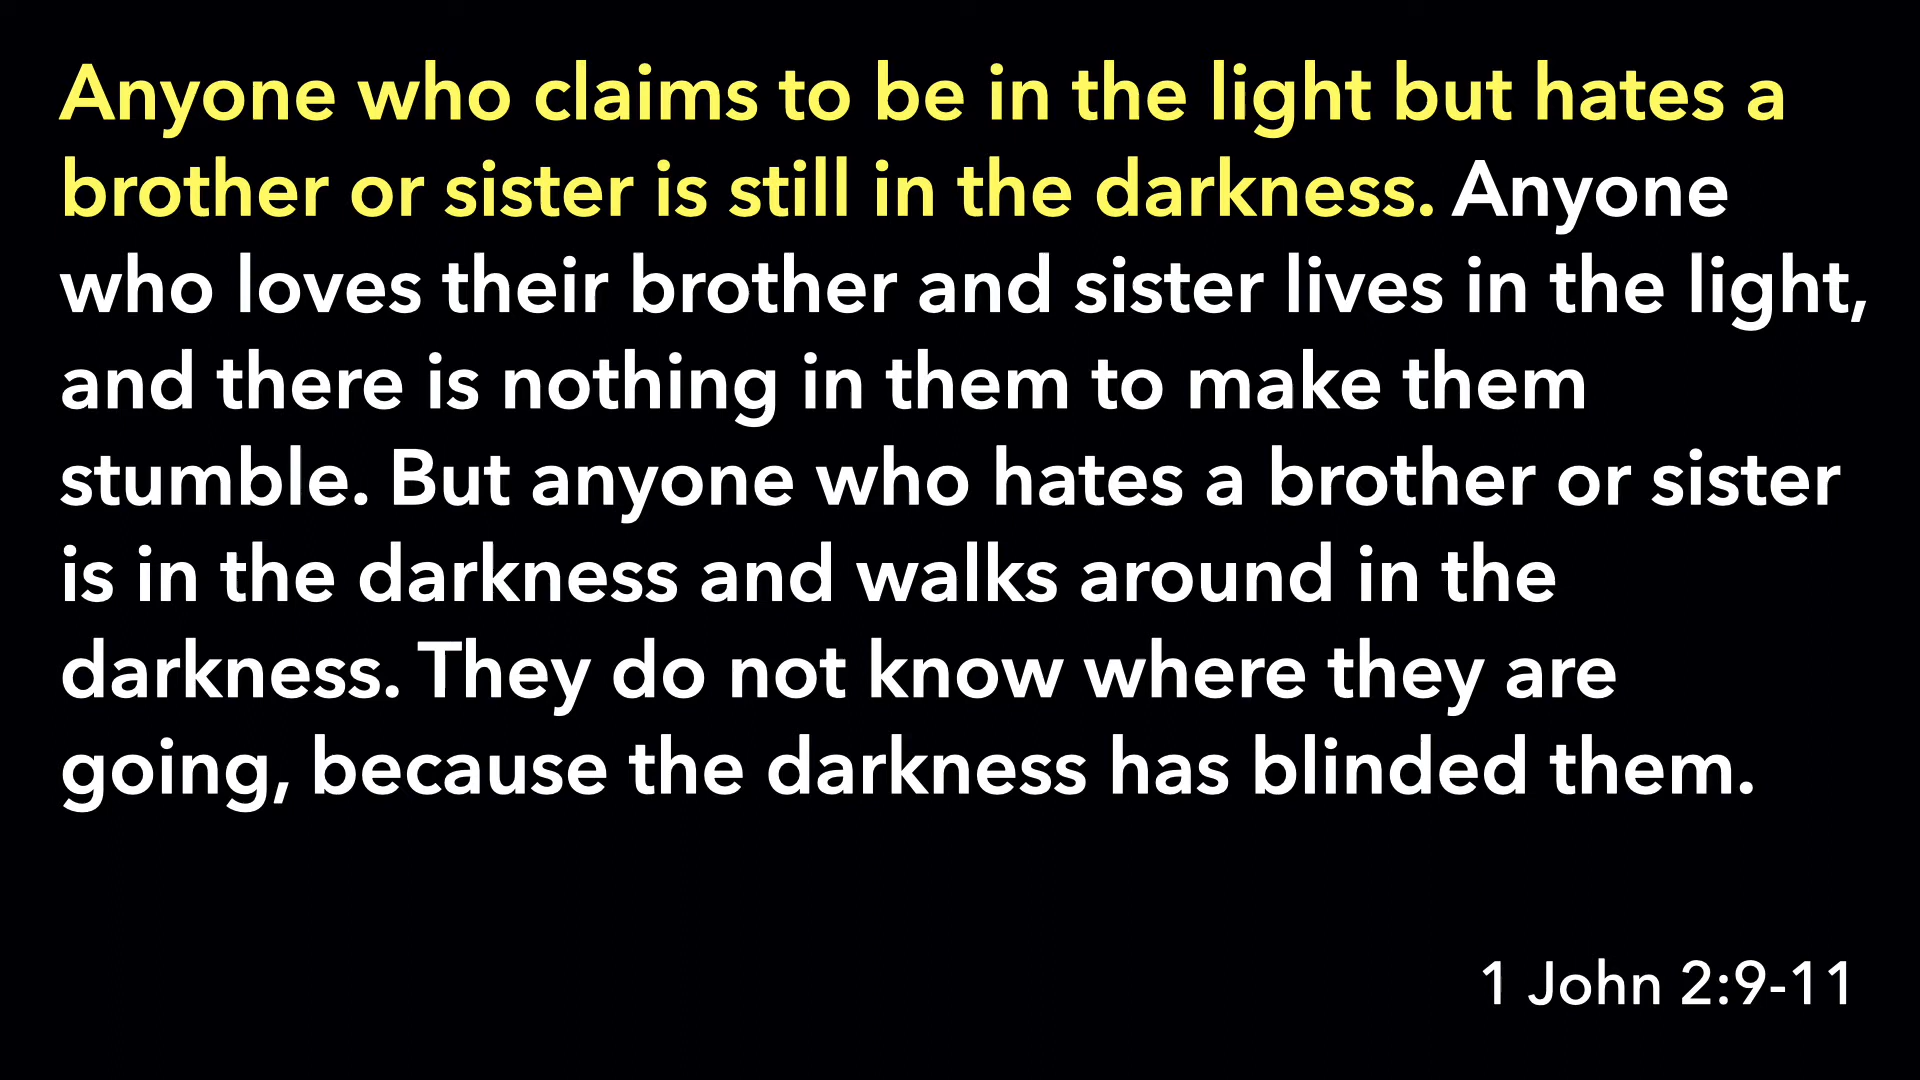 Anyone who claims to be in the light but hates a
brother or sister is still in the darkness. Anyone
who loves their brother and sister lives in the light,
and there is nothing in them to make them
stumble. But anyone who hates a brother or sister
is in the darkness and walks around in the
darkness. They do not know where they are
going, because the darkness has blinded them.
1 John 2:9-11